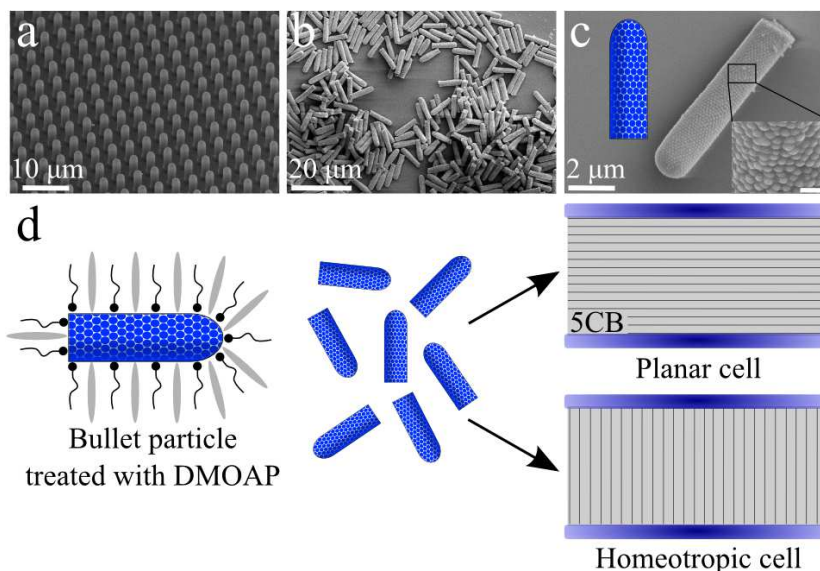 a
b
c
10 μm
20 μm
2 μm
d
5CB
Planar cell
Bullet particle
treated with DMOAP
Homeotropic cell